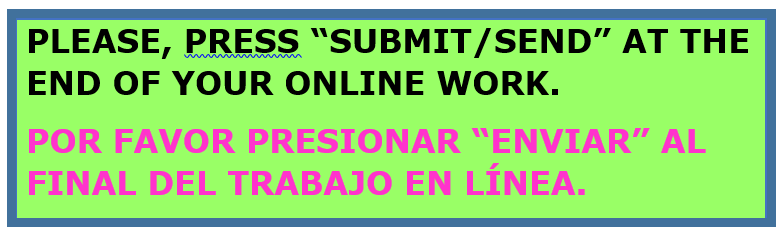 PLEASE, PRESS “SUBMIT/SEND” AT THE
END OF YOUR ONLINE WORK.
POR FAVOR PRESIONAR “ENVIAR” AL
FINAL DEL TRABAJO EN LÍNEA.